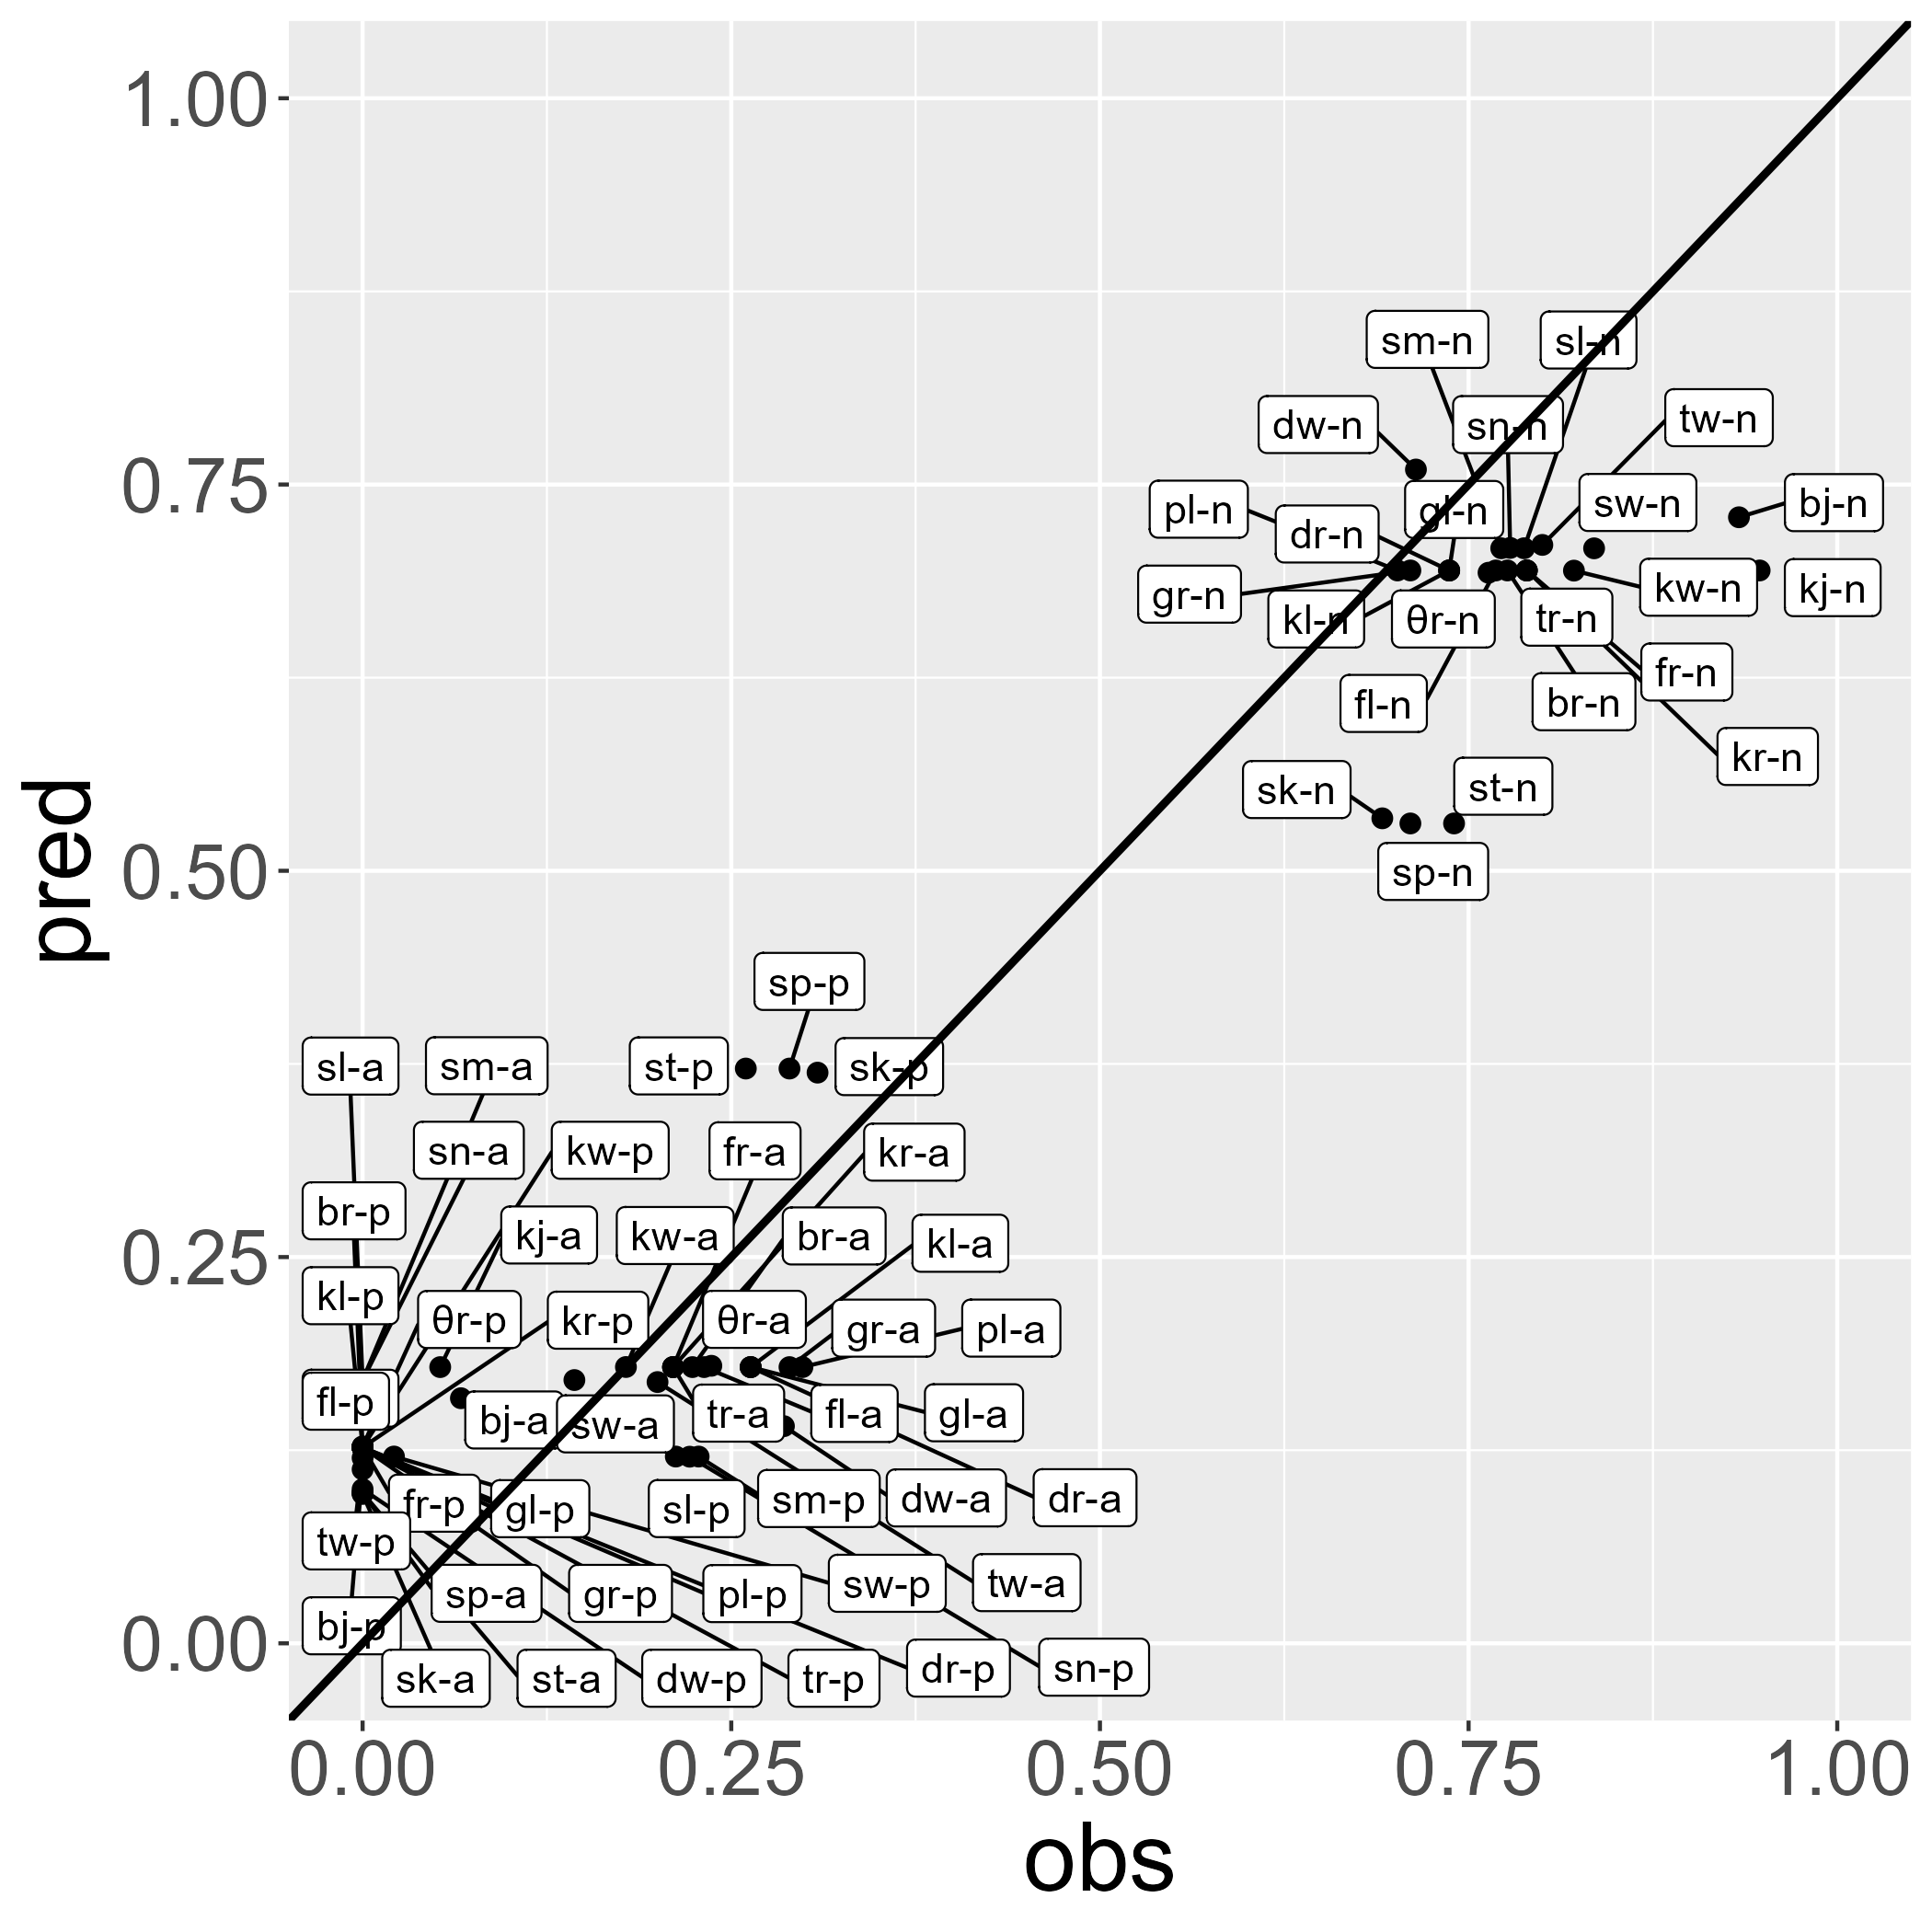 1.00
sm-n
sl-n
tw-n
dw-n
sn-n
0.75
pl-n
gl-n
sw-n
bj-n
dr-n
gr-n
kl-n
θr-n
tr-n
kw-n
kj-n
fl-n
br-n
fr-n
kr-n
sk-n
st-n
pred
0.50
sp-n
sp-p
sl-a
sm-a
st-p
sk-p
sn-a
kw-p
fr-a
kr-a
br-p
kj-a
kw-a
br-a
kl-a
0.25
kl-p
θr-p
kr-p
θr-a
gr-a
pl-a
fl-p
bj-a
sw-a
tr-a
fl-a
gl-a
fr-p
gl-p
sl-p
sm-p
dw-a
dr-a
tw-p
sp-a
gr-p
pl-p
sw-p
tw-a
0.00
bj-p
sk-a
st-a
dw-p
tr-p
dr-p
sn-p
0.00
0.25
0.50
0.75
1.00
obs